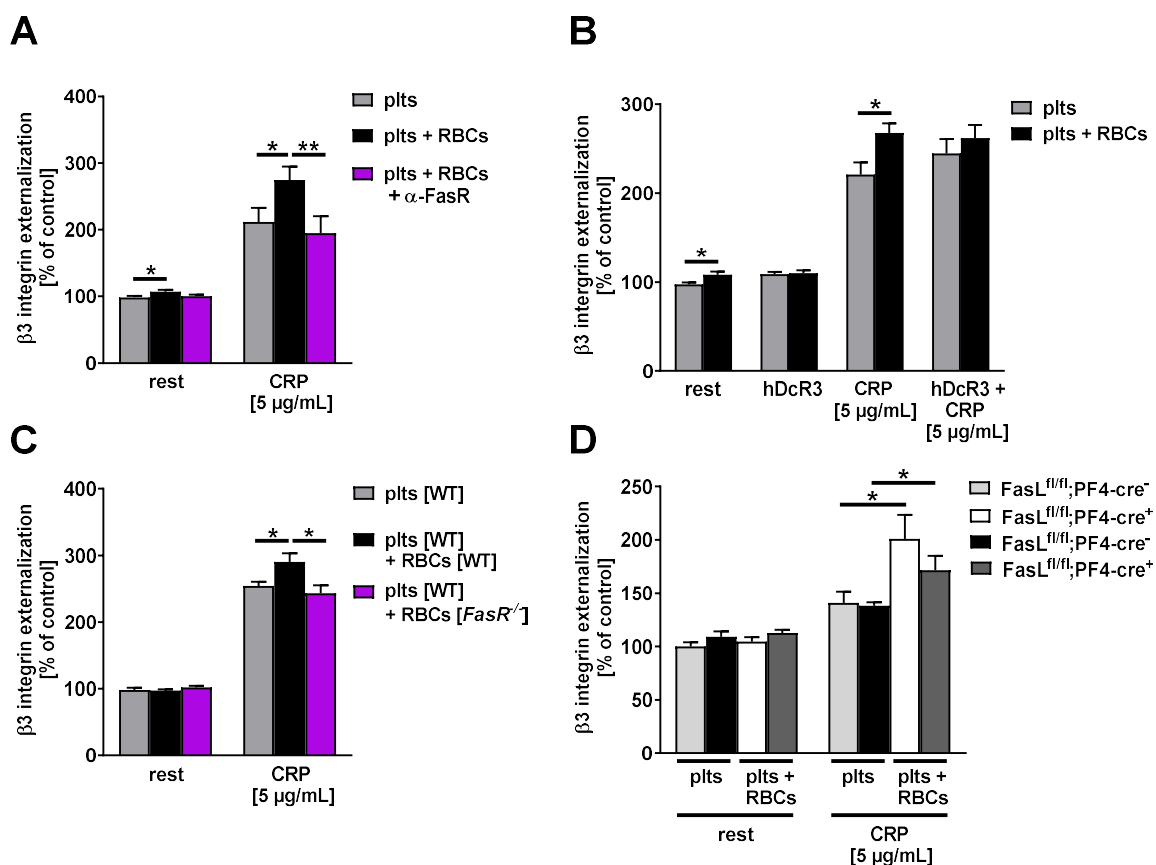 A
β3 integrin externalization
[% of control]
400
300
200
100
0
*
*
**
rest
CRP
[5 µg/mL]
plts
plts + RBCs
plts + RBCs
+ α-FasR
B
β3 intergrin externalization
[% of control]
300
200
100
0
*
*
rest
hDcR3
CRP
[5 µg/mL]
hDcR3 +
CRP
[5 µg/mL]
plts
plts + RBCs
C
β3 integrin externalization
[% of control]
400
300
200
100
0
*
*
rest
CRP
[5 µg/mL]
plts [WT]
plts [WT]
+ RBCs [WT]
plts [WT]
+ RBCs [FasR-/-]
D
β3 integrin externalization
[% of control]
250
200
150
100
50
0
*
*
plts
plts +
RBCs
plts
plts +
RBCs
rest
CRP
[5 µg/mL]
FasLfl/fl;PF4-cre-
FasLfl/fl;PF4-cre+
FasLfl/fl;PF4-cre-
FasLfl/fl;PF4-cre+